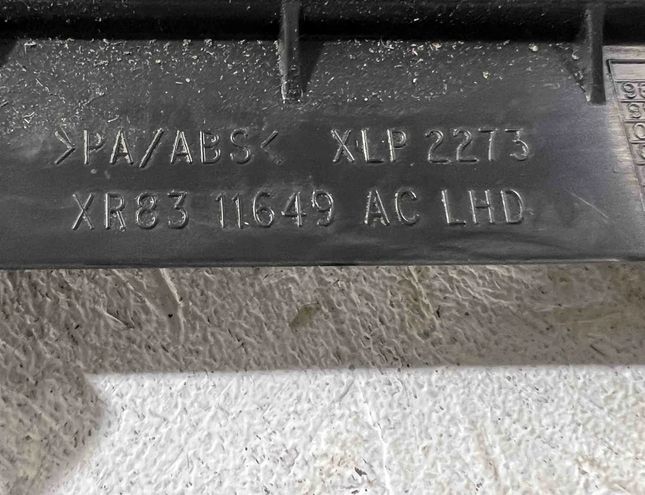 >PA/ABS< XLP 2273
XR83 11649 AC LHD